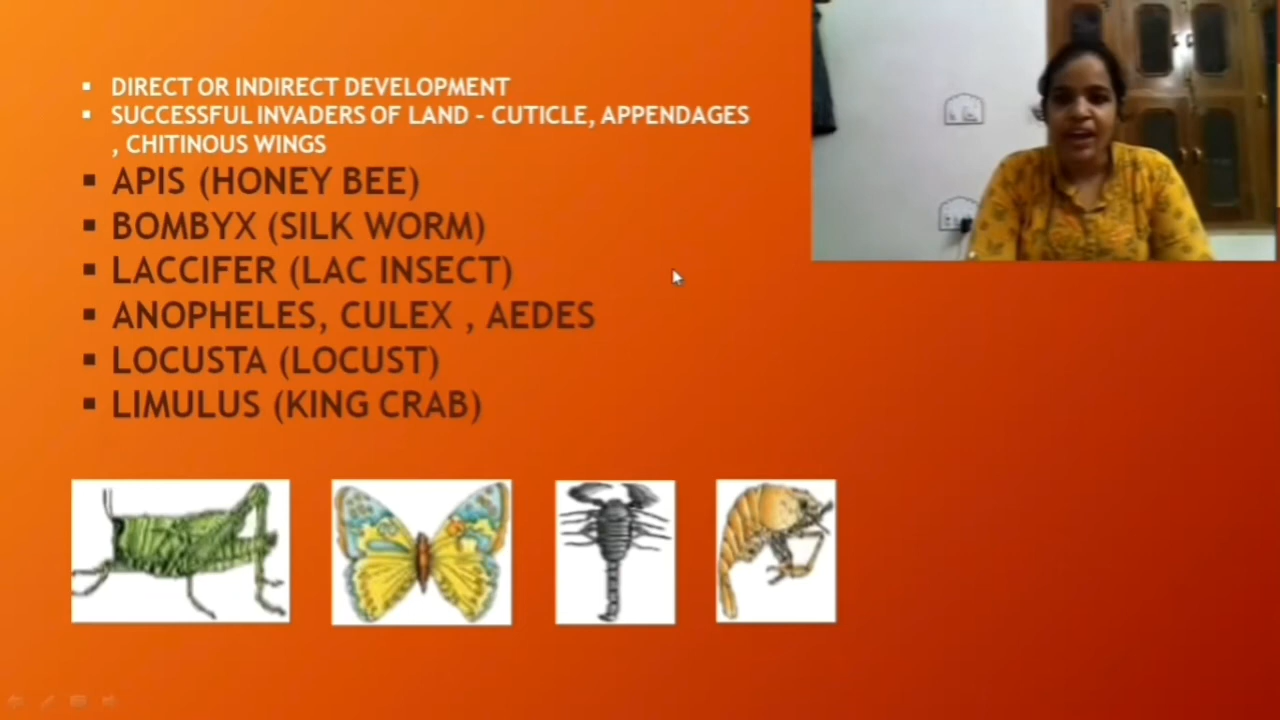 DIRECT OR INDIRECT DEVELOPMENT
SUCCESSFUL INVADERS OF LAND - CUTICLE, APPENDAGES
, CHITINOUS WINGS
APIS (HONEY BEE)
BOMBYX (SILK WORM)
LACCIFER (LAC INSECT)
ANOPHELES, CULEX , AEDES
LOCUSTA (LOCUST)
LIMULUS (KING CRAB)